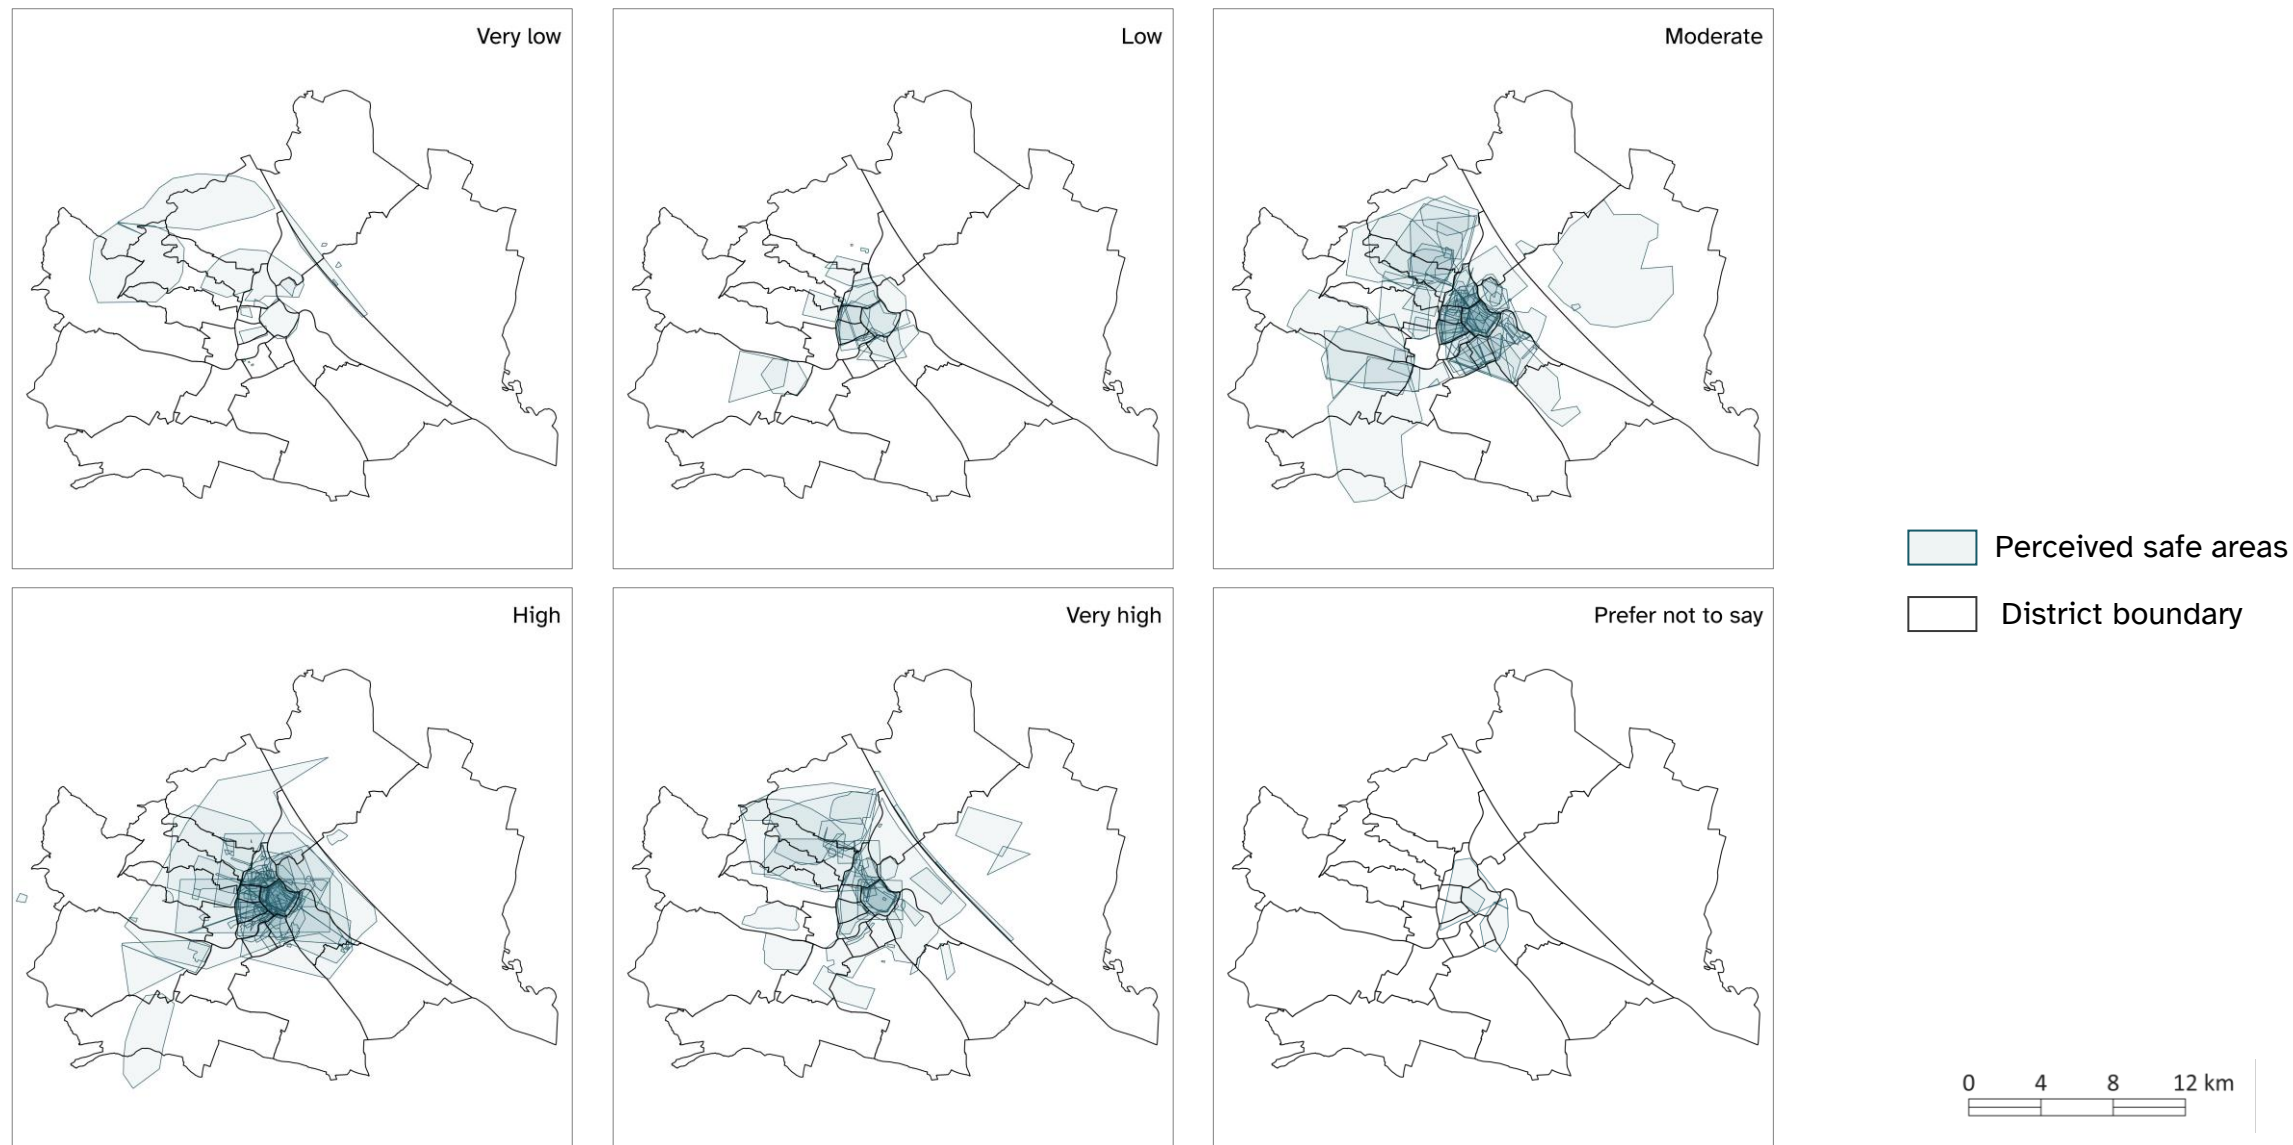 Very low
Low
Moderate
High
Very high
Prefer not to say
Perceived safe areas
District boundary
0 4 8 12 km